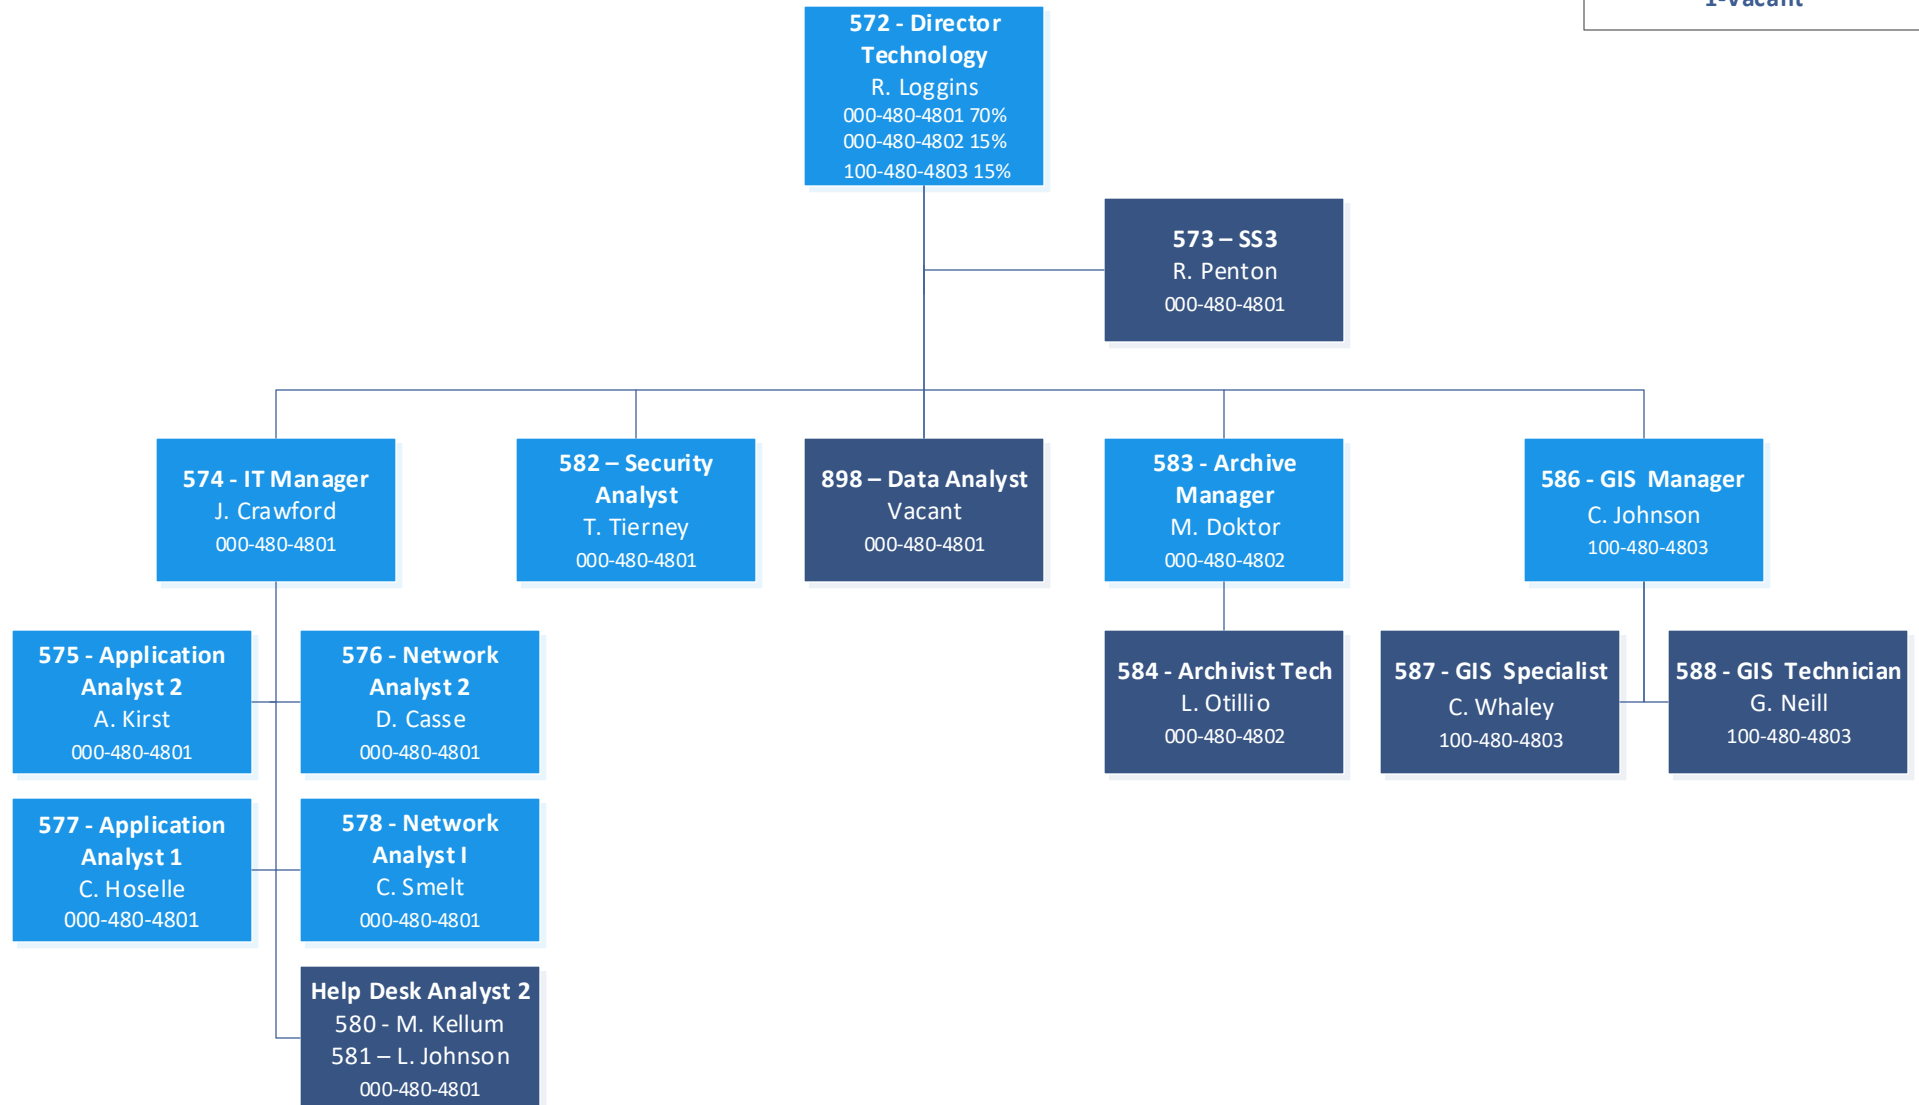 1-Vacant
572 - Director
Technology
R. Loggins
000-480-4801 70%
000-480-4802 15%
100-480-4803 15%
573 – SS3
R. Penton
000-480-4801
574 - IT Manager
J. Crawford
000-480-4801
582 – Security
Analyst
T. Tierney
000-480-4801
898 – Data Analyst
Vacant
000-480-4801
583 - Archive
Manager
M. Doktor
000-480-4802
586 - GIS Manager
C. Johnson
100-480-4803
575 - Application
Analyst 2
A. Kirst
000-480-4801
576 - Network
Analyst 2
D. Casse
000-480-4801
584 - Archivist Tech
L. Otillio
000-480-4802
587 - GIS Specialist
C. Whaley
100-480-4803
588 - GIS Technician
G. Neill
100-480-4803
577 - Application
Analyst 1
C. Hoselle
000-480-4801
578 - Network
Analyst I
C. Smelt
000-480-4801
Help Desk Analyst 2
580 - M. Kellum
581 – L. Johnson
000-480-4801